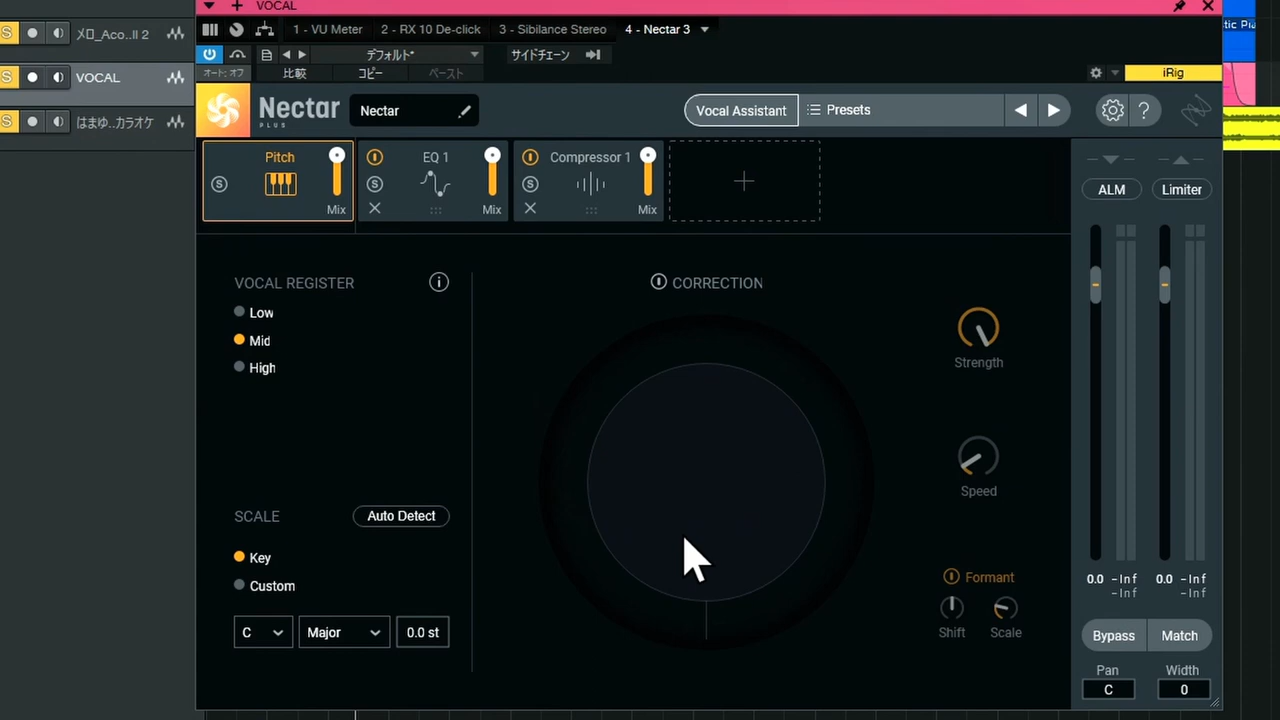 VOCAL
S メロ_Aco..ll 2
1 - VU Meter 2 - RX 10 De-click 3 - Sibilance Stereo 4 - Nectar 3
デフォルト* サイドチェーン
オート: オフ 比較 コピー ペースト iRig
S VOCAL
S はまゆ..カラオケ
Nectar PLUS Nectar Vocal Assistant Presets ?
Pitch EQ 1 Compressor 1
S S S
Mix Mix Mix
ALM Limiter
VOCAL REGISTER i CORRECTION
Low
Mid
High
Strength
Speed
SCALE Auto Detect
Key
Custom
Formant
Shift Scale
C Major 0.0 st
0.0 -Inf 0.0 -Inf
-Inf -Inf
Bypass Match
Pan Width
C 0